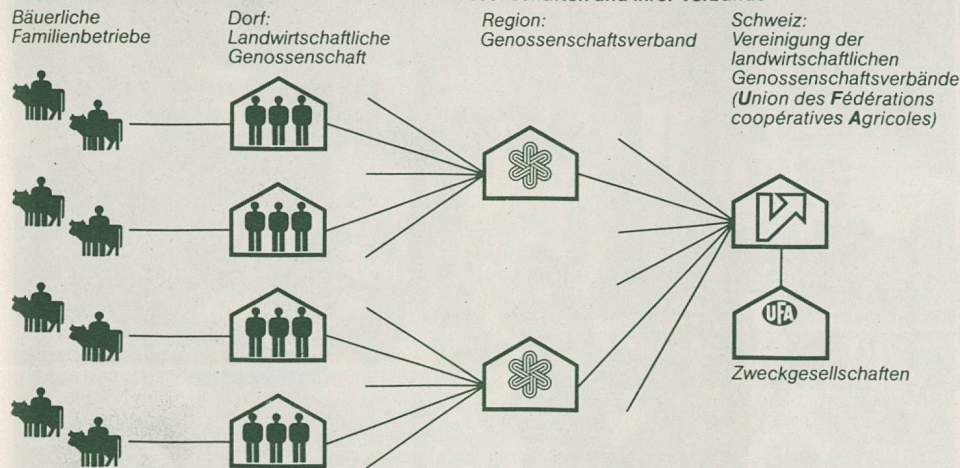 Bäuerliche
Familienbetriebe
Dorf:
Landwirtschaftliche
Genossenschaft
Region:
Genossenschaftsverband
Schweiz:
Vereinigung der
landwirtschaftlichen
Genossenschaftsverbände
(Union des Fédérations
coopératives Agricoles)
UFA
Zweckgesellschaften